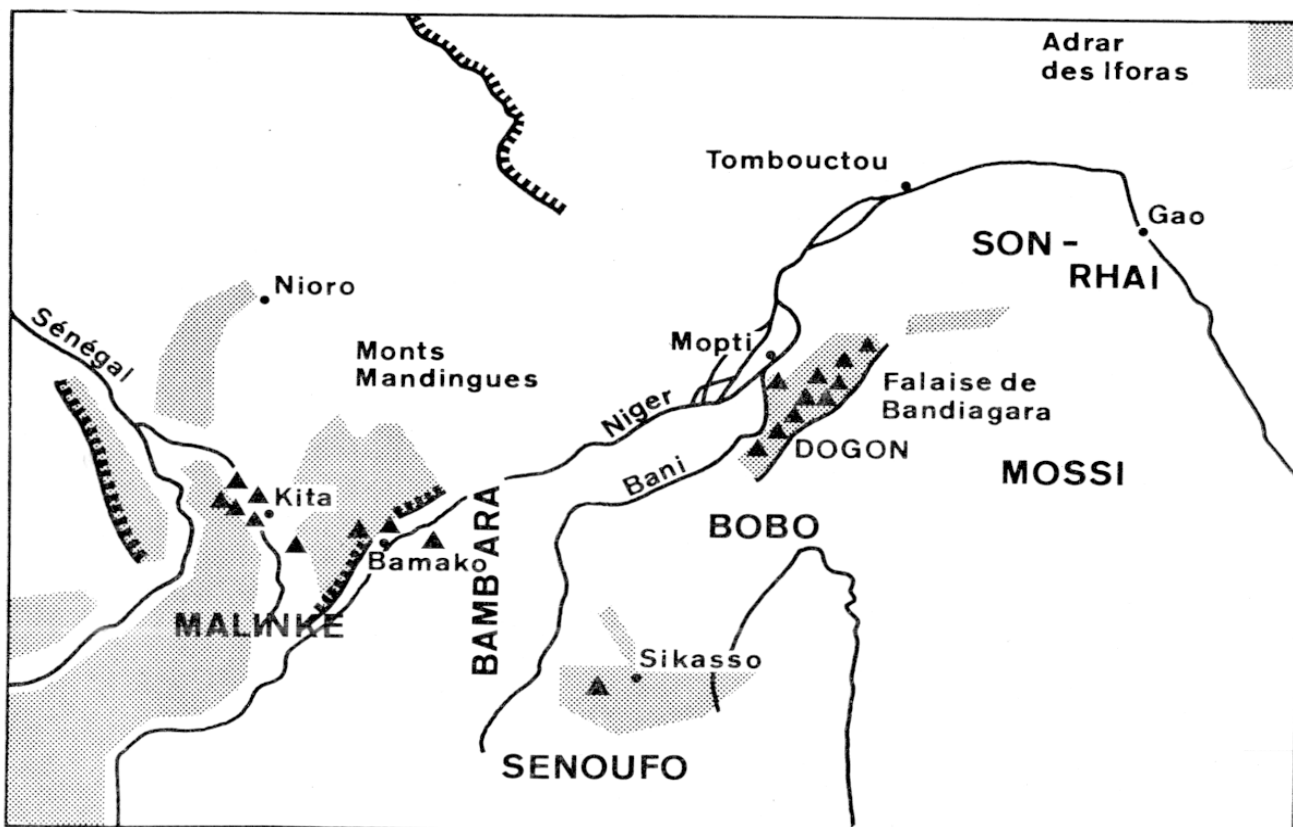 Adrar
des Iforas
Tombouctou
Gao
SON-
RHAI
Nioro
Sénégal
Monts
Mandingues
Mopti
Niger
Falaise de
Bandiagara
DOGON
Bani
MOSSI
Kita
BOBO
Bamako
BAMBARA
MALINKE
Sikasso
SENOUFO